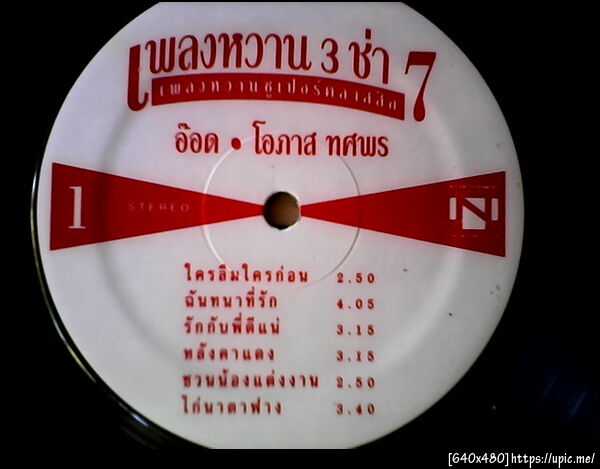 เพลงหวาน 3 ช่า 7
เพลงหวานซูเปอร์คลาสสิก
อ๊อด • โอภาส ทศพร
1 STEREO N
ใครลืมใครก่อน 2.50
ฉันทนาที่รัก 4.05
รักกับพี่ดีแน่ 3.15
หลังคาแดง 3.15
ชวนน้องแต่งงาน 2.50
ไก่นาตาฟาง 3.40
[640x480]https://upic.me/